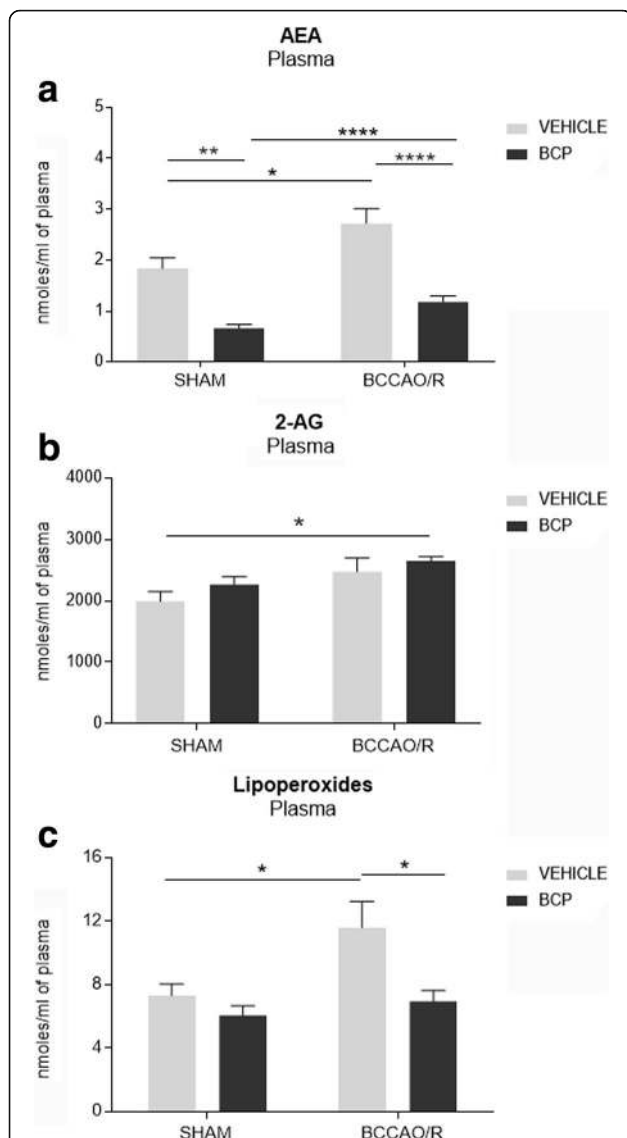 AEA
Plasma
a
5
4
3
2
1
0
nmoles/ml of plasma
**
*
****
****
VEHICLE
BCP
SHAM BCCAO/R
2-AG
Plasma
b
4000
3000
2000
1000
0
nmoles/ml of plasma
*
VEHICLE
BCP
SHAM BCCAO/R
Lipoperoxides
Plasma
c
16
12
8
4
0
nmoles/ml of plasma
*
*
VEHICLE
BCP
SHAM BCCAO/R